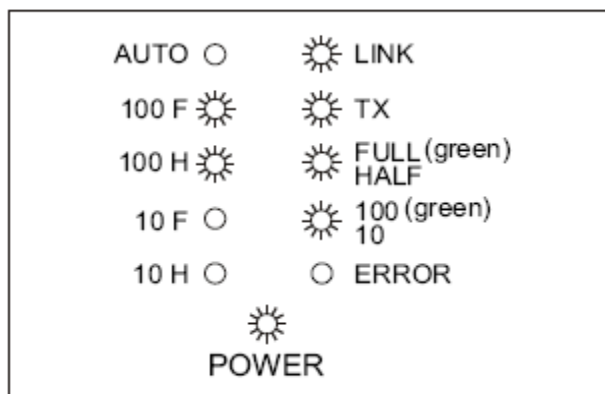 AUTO LINK
100 F TX
100 H FULL (green)
HALF
10 F 100 (green)
10
10 H ERROR
POWER